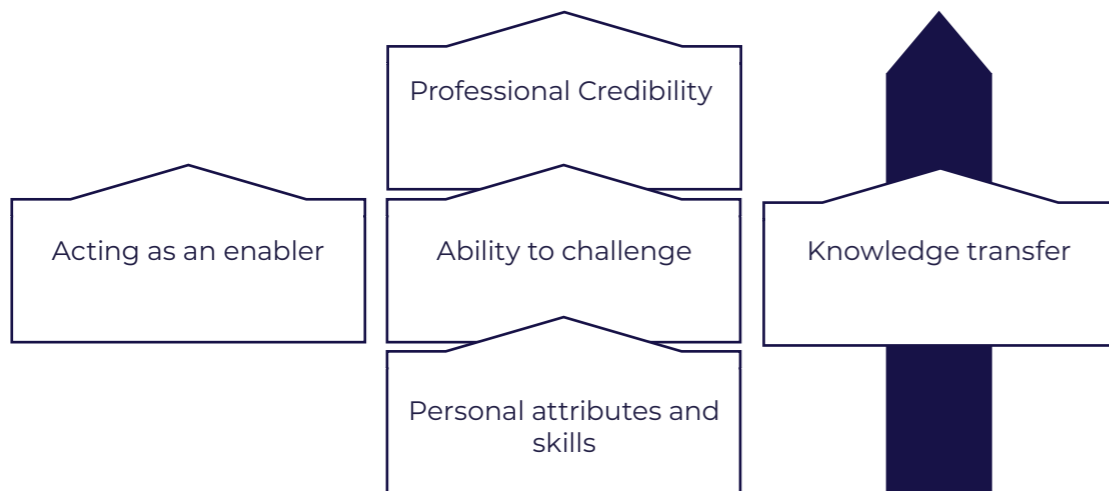 Professional Credibility
Acting as an enabler
Ability to challenge
Knowledge transfer
Personal attributes and
skills